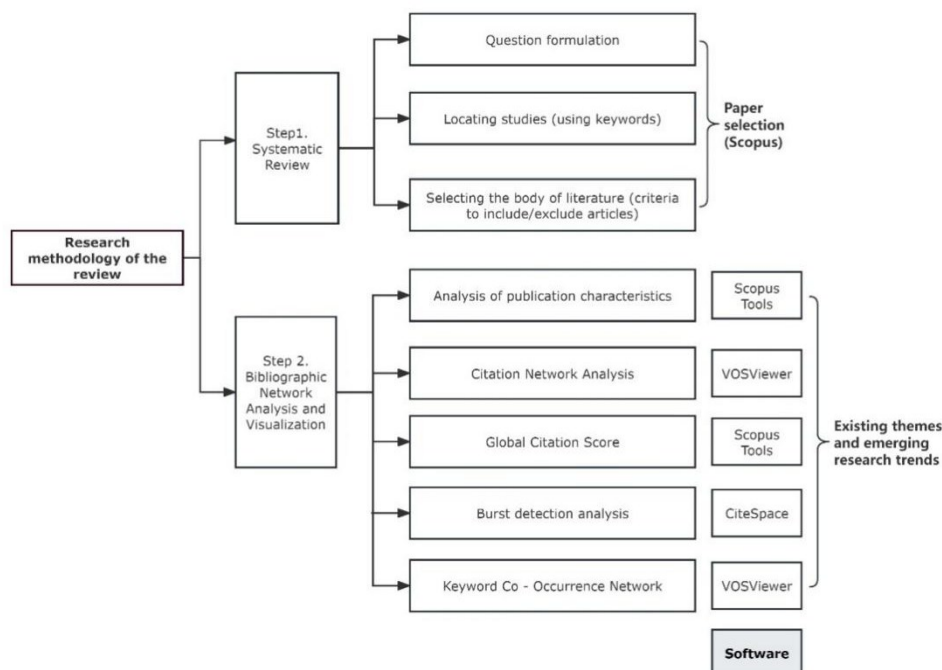 Question formulation
Step1.
Systematic
Review
Locating studies (using keywords)
Paper
selection
(Scopus)
Selecting the body of literature (criteria
to include/exclude articles)
Research
methodology of the
review
Step 2.
Bibliographic
Network
Analysis and
Visualization
Analysis of publication characteristics
Scopus
Tools
Citation Network Analysis
VOSViewer
Global Citation Score
Scopus
Tools
Existing themes
and emerging
research trends
Burst detection analysis
CiteSpace
Keyword Co - Occurrence Network
VOSViewer
Software